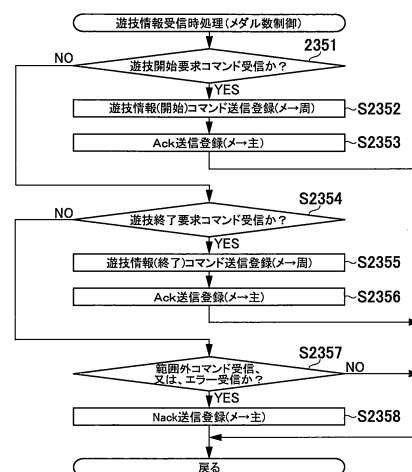 遊技情報受信時処理(メダル数制御)
2351
遊技開始要求コマンド受信か?
NO
YES
遊技情報(開始)コマンド送信登録(メ→周)
S2352
Ack送信登録(メ→主)
S2353
S2354
遊技終了要求コマンド受信か?
NO
YES
遊技情報(終了)コマンド送信登録(メ→周)
S2355
Ack送信登録(メ→主)
S2356
S2357
範囲外コマンド受信、
又は、エラー受信か?
NO
YES
Nack送信登録(メ→主)
S2358
戻る